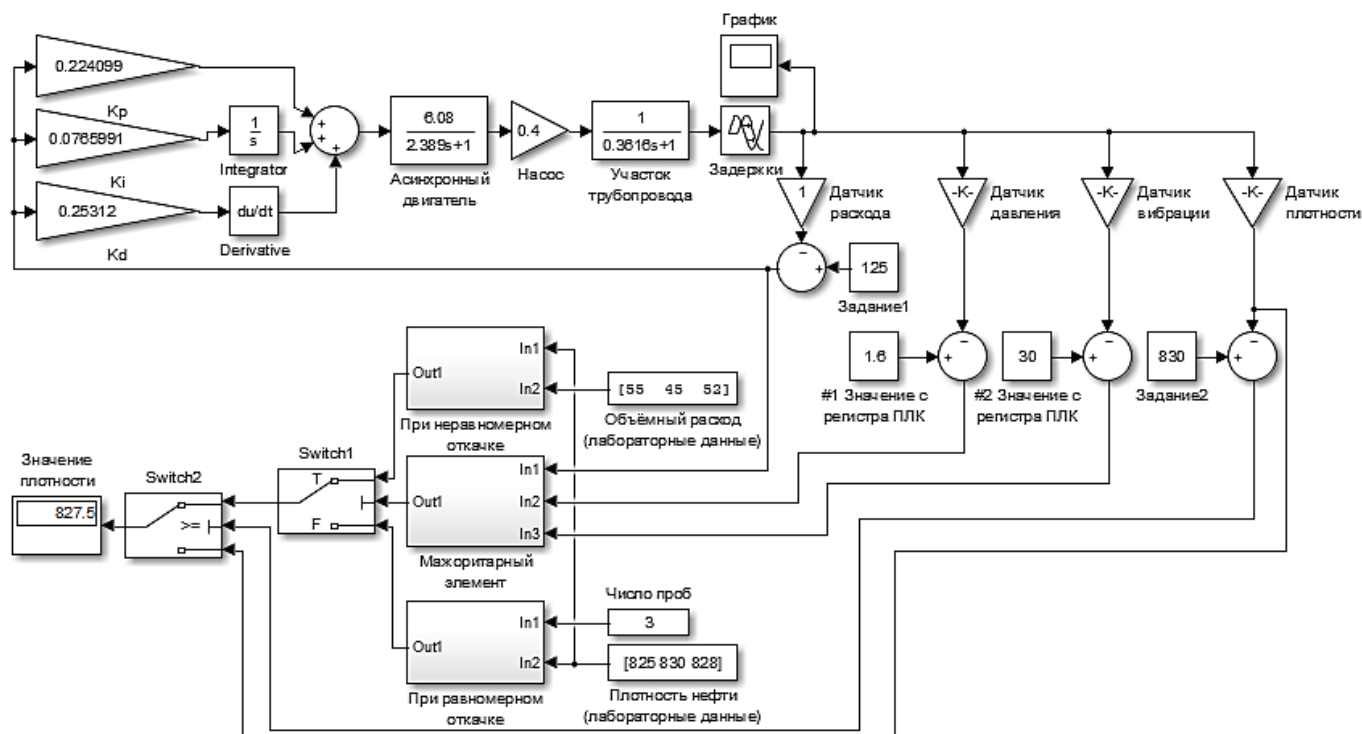 График
0.224099
Kp
0.0765991
Ki
0.25312
Kd
1
s
Integrator
du/dt
Derivative
+
+
+
6.08
2.389s+1
Асинхронный
двигатель
0.4
Насос
1
0.3616s+1
Участок
трубопровода
Задержки
1
Датчик
расхода
-K-
Датчик
давления
-K-
Датчик
вибрации
-K-
Датчик
плотности
−
+
125
Задание1
1.6
#1 Значение с
регистра ПЛК
−
+
30
#2 Значение с
регистра ПЛК
−
+
830
Задание2
−
+
In1
In2
Out1
При неравномерном
откачке
[55 45 52]
Объёмный расход
(лабораторные данные)
In1
In2
In3
Out1
Мажоритарный
элемент
Switch1
T
F
Switch2
>=
Значение
плотности
827.5
In1
In2
Out1
При равномерном
откачке
Число проб
3
[825 830 828]
Плотность нефти
(лабораторные данные)